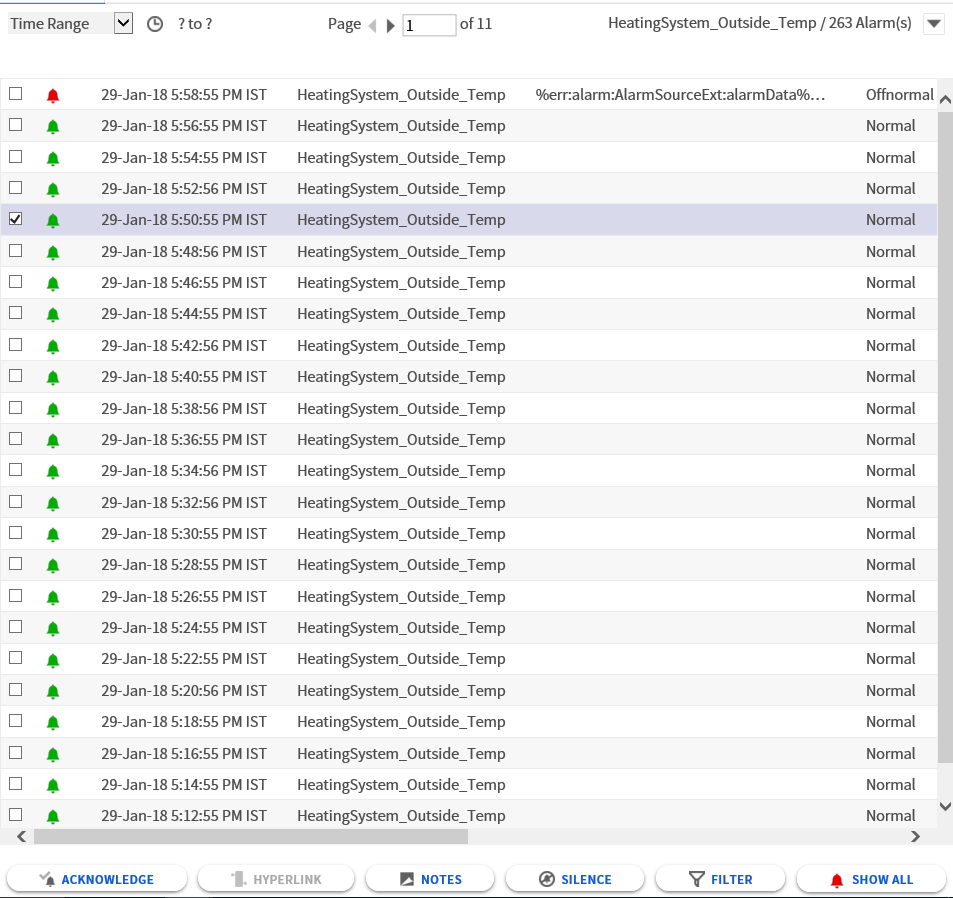 Time Range ? to ? Page 1 of 11 HeatingSystem_Outside_Temp / 263 Alarm(s)
29-Jan-18 5:58:55 PM IST HeatingSystem_Outside_Temp %err:alarm:AlarmSourceExt:alarmData%... Offnormal
29-Jan-18 5:56:55 PM IST HeatingSystem_Outside_Temp Normal
29-Jan-18 5:54:55 PM IST HeatingSystem_Outside_Temp Normal
29-Jan-18 5:52:56 PM IST HeatingSystem_Outside_Temp Normal
29-Jan-18 5:50:55 PM IST HeatingSystem_Outside_Temp Normal
29-Jan-18 5:48:56 PM IST HeatingSystem_Outside_Temp Normal
29-Jan-18 5:46:55 PM IST HeatingSystem_Outside_Temp Normal
29-Jan-18 5:44:55 PM IST HeatingSystem_Outside_Temp Normal
29-Jan-18 5:42:56 PM IST HeatingSystem_Outside_Temp Normal
29-Jan-18 5:40:55 PM IST HeatingSystem_Outside_Temp Normal
29-Jan-18 5:38:56 PM IST HeatingSystem_Outside_Temp Normal
29-Jan-18 5:36:55 PM IST HeatingSystem_Outside_Temp Normal
29-Jan-18 5:34:56 PM IST HeatingSystem_Outside_Temp Normal
29-Jan-18 5:32:56 PM IST HeatingSystem_Outside_Temp Normal
29-Jan-18 5:30:55 PM IST HeatingSystem_Outside_Temp Normal
29-Jan-18 5:28:55 PM IST HeatingSystem_Outside_Temp Normal
29-Jan-18 5:26:55 PM IST HeatingSystem_Outside_Temp Normal
29-Jan-18 5:24:55 PM IST HeatingSystem_Outside_Temp Normal
29-Jan-18 5:22:55 PM IST HeatingSystem_Outside_Temp Normal
29-Jan-18 5:20:56 PM IST HeatingSystem_Outside_Temp Normal
29-Jan-18 5:18:55 PM IST HeatingSystem_Outside_Temp Normal
29-Jan-18 5:16:55 PM IST HeatingSystem_Outside_Temp Normal
29-Jan-18 5:14:55 PM IST HeatingSystem_Outside_Temp Normal
29-Jan-18 5:12:55 PM IST HeatingSystem_Outside_Temp Normal
ACKNOWLEDGE HYPERLINK NOTES SILENCE FILTER SHOW ALL